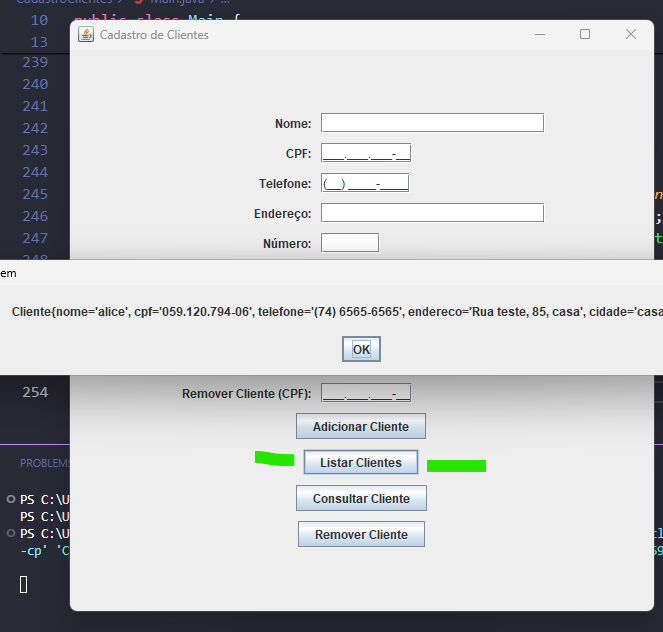 CadastroClientes > Main.java > ...
10 public class Main {
Cadastro de Clientes
13
239
240
241
242
243
244
245
246
247
248
Nome:
CPF: ___.___.___-__
Telefone: (__) ____-____
Endereço:
Número:
em
Cliente{nome='alice', cpf='059.120.794-06', telefone='(74) 6565-6565', endereco='Rua teste, 85, casa', cidade='casa
OK
254
Remover Cliente (CPF): ___.___.___-__
Adicionar Cliente
Listar Clientes
Consultar Cliente
Remover Cliente
PROBLEMS
PS C:\U
PS C:\U
PS C:\U
-cp' 'C